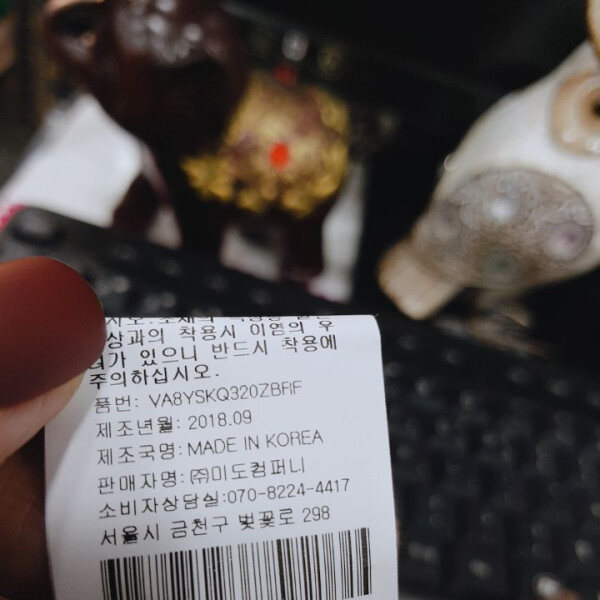 상과의 착용시 이염의 우
려가 있으니 반드시 착용에
주의하십시오.
품번: VA8YSKQ320ZBFIF
제조년월: 2018.09
제조국명: MADE IN KOREA
판매자명: ㈜미도컴퍼니
소비자상담실:070-8224-4417
서울시 금천구 벚꽃로 298